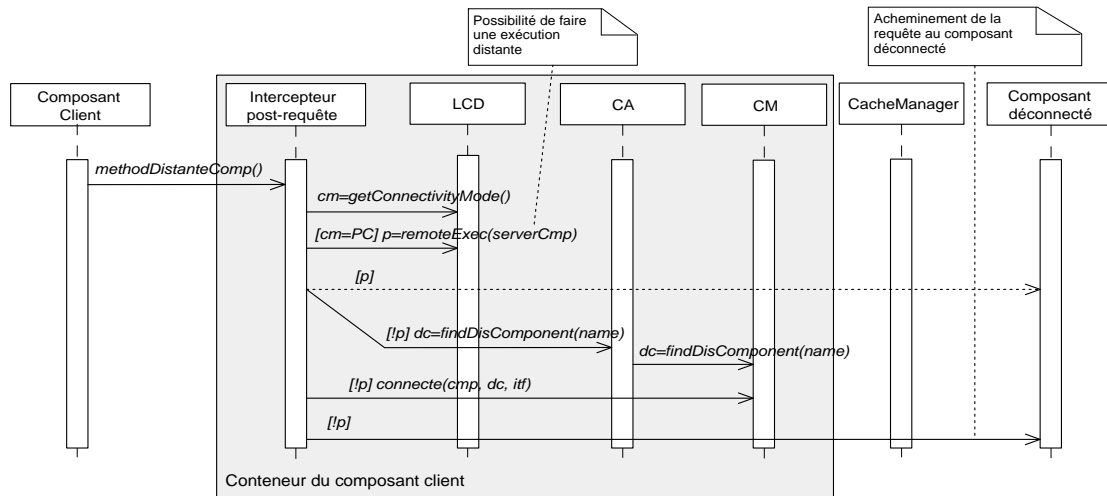 Possibilité de faire
une exécution
distante
Acheminement de la
requête au composant
déconnecté
Composant
Client
Intercepteur
post-requête
LCD
CA
CM
CacheManager
Composant
déconnecté
methodDistanteComp()
cm=getConnectivityMode()
[cm=PC] p=remoteExec(serverCmp)
[p]
[!p] dc=findDisComponent(name)
dc=findDisComponent(name)
[!p] connecte(cmp, dc, itf)
[!p]
Conteneur du composant client